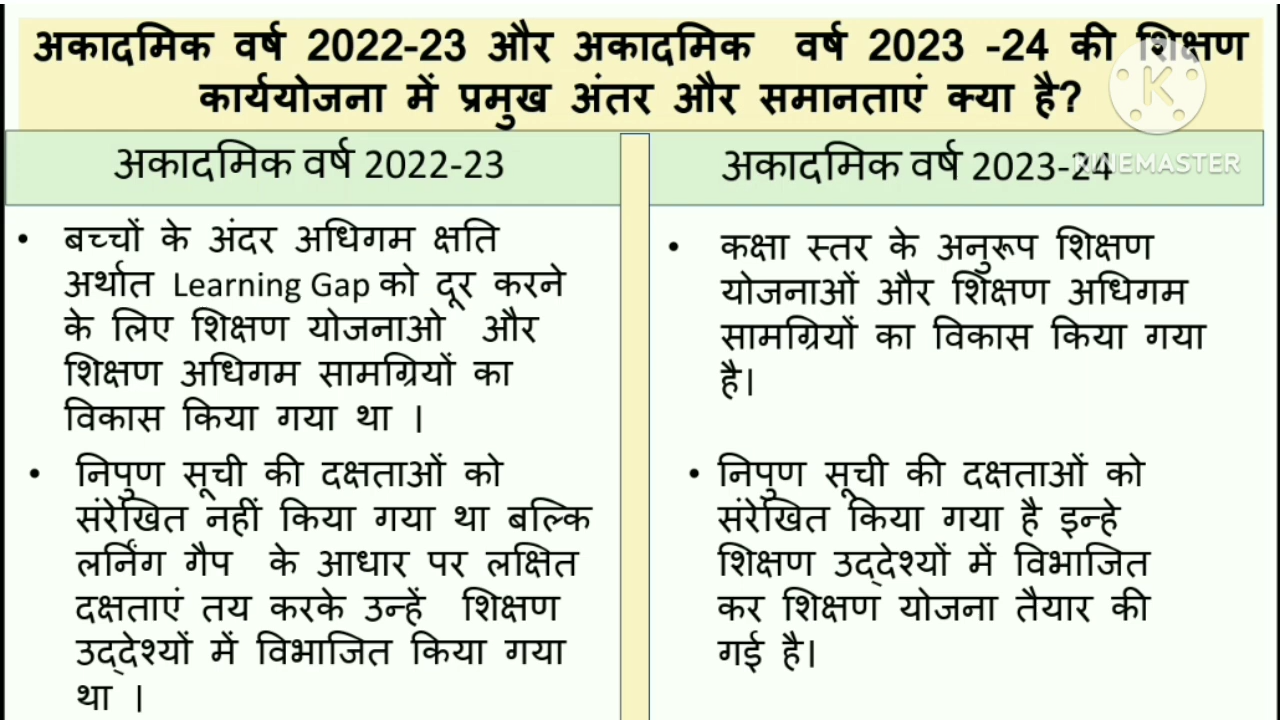 अकादमिक वर्ष 2022-23 और अकादमिक वर्ष 2023 -24 की शिक्षण
कार्ययोजना में प्रमुख अंतर और समानताएं क्या है?
K
KINEMASTER
अकादमिक वर्ष 2022-23
अकादमिक वर्ष 2023-24
• बच्चों के अंदर अधिगम क्षति
अर्थात Learning Gap को दूर करने
के लिए शिक्षण योजनाओ और
शिक्षण अधिगम सामग्रियों का
विकास किया गया था ।
• निपुण सूची की दक्षताओं को
संरेखित नहीं किया गया था बल्कि
लर्निंग गैप के आधार पर लक्षित
दक्षताएं तय करके उन्हें शिक्षण
उद्देश्यों में विभाजित किया गया
था ।
• कक्षा स्तर के अनुरूप शिक्षण
योजनाओं और शिक्षण अधिगम
सामग्रियों का विकास किया गया
है।
• निपुण सूची की दक्षताओं को
संरेखित किया गया है इन्हे
शिक्षण उद्देश्यों में विभाजित
कर शिक्षण योजना तैयार की
गई है।